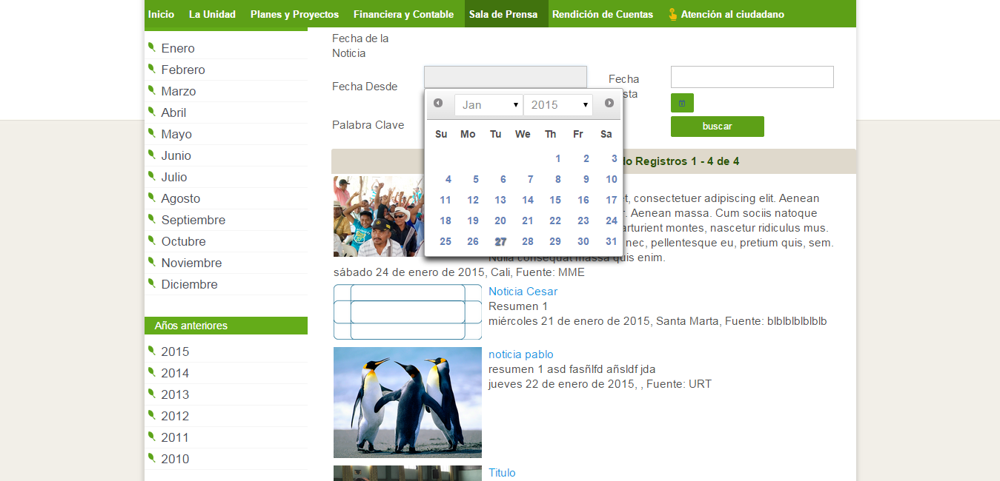 Inicio La Unidad Planes y Proyectos Financiera y Contable Sala de Prensa Rendición de Cuentas Atención al ciudadano
Enero
Febrero
Marzo
Abril
Mayo
Junio
Julio
Agosto
Septiembre
Octubre
Noviembre
Diciembre
Años anteriores
2015
2014
2013
2012
2011
2010
Fecha de la
Noticia
Fecha Desde
Fecha
sta
Palabra Clave
buscar
Jan 2015
Su Mo Tu We Th Fr Sa
1 2 3
4 5 6 7 8 9 10
11 12 13 14 15 16 17
18 19 20 21 22 23 24
25 26 27 28 29 30 31
do Registros 1 - 4 de 4
et, consectetuer adipiscing elit. Aenean
r. Aenean massa. Cum sociis natoque
arturient montes, nascetur ridiculus mus.
nec, pellentesque eu, pretium quis, sem.
Nulla consequat massa quis enim.
sábado 24 de enero de 2015, Cali, Fuente: MME
Noticia Cesar
Resumen 1
miércoles 21 de enero de 2015, Santa Marta, Fuente: blblblblblblb
noticia pablo
resumen 1 asd fasñlfd añsldf jda
jueves 22 de enero de 2015, , Fuente: URT
Titulo